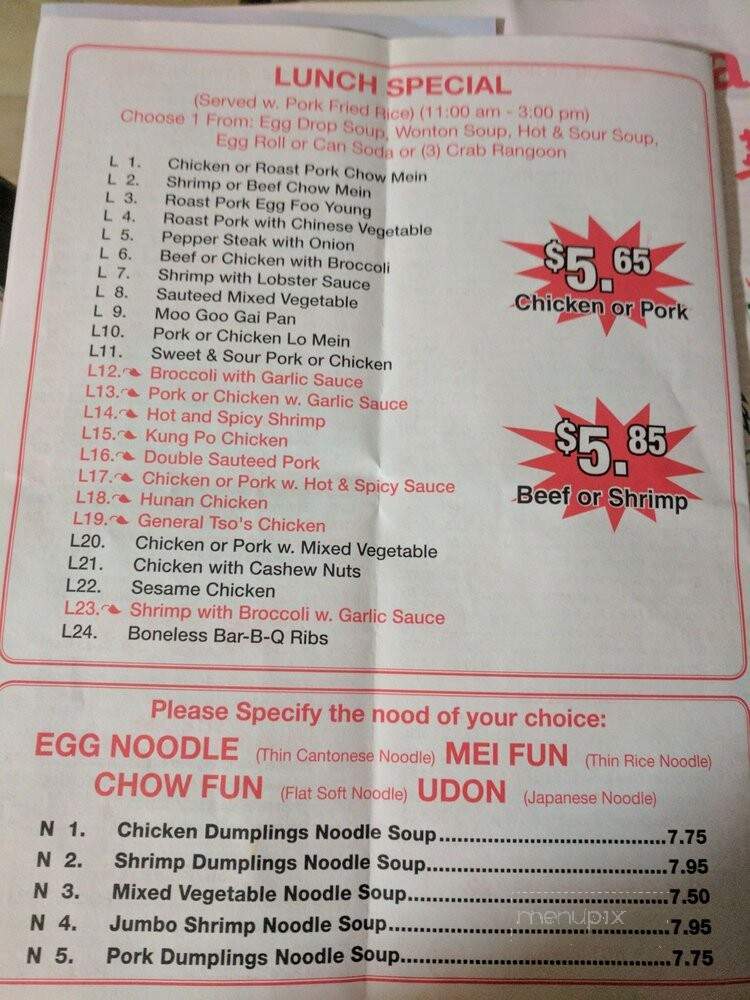 LUNCH SPECIAL
(Served w. Pork Fried Rice) (11:00 am - 3:00 pm)
Choose 1 From: Egg Drop Soup, Wonton Soup, Hot & Sour Soup,
Egg Roll or Can Soda or (3) Crab Rangoon
L 1. Chicken or Roast Pork Chow Mein
L 2. Shrimp or Beef Chow Mein
L 3. Roast Pork Egg Foo Young
L 4. Roast Pork with Chinese Vegetable
L 5. Pepper Steak with Onion
L 6. Beef or Chicken with Broccoli
L 7. Shrimp with Lobster Sauce
L 8. Sauteed Mixed Vegetable
L 9. Moo Goo Gai Pan
L10. Pork or Chicken Lo Mein
L11. Sweet & Sour Pork or Chicken
L12. Broccoli with Garlic Sauce
L13. Pork or Chicken w. Garlic Sauce
L14. Hot and Spicy Shrimp
L15. Kung Po Chicken
L16. Double Sauteed Pork
L17. Chicken or Pork w. Hot & Spicy Sauce
L18. Hunan Chicken
L19. General Tso's Chicken
L20. Chicken or Pork w. Mixed Vegetable
L21. Chicken with Cashew Nuts
L22. Sesame Chicken
L23. Shrimp with Broccoli w. Garlic Sauce
L24. Boneless Bar-B-Q Ribs
$5.65
Chicken or Pork
$5.85
Beef or Shrimp
Please Specify the nood of your choice:
EGG NOODLE (Thin Cantonese Noodle) MEI FUN (Thin Rice Noodle)
CHOW FUN (Flat Soft Noodle) UDON (Japanese Noodle)
N 1. Chicken Dumplings Noodle Soup..............................7.75
N 2. Shrimp Dumplings Noodle Soup...............................7.95
N 3. Mixed Vegetable Noodle Soup.................................7.50
N 4. Jumbo Shrimp Noodle Soup....................................7.95
N 5. Pork Dumplings Noodle Soup...................................7.75
menupix